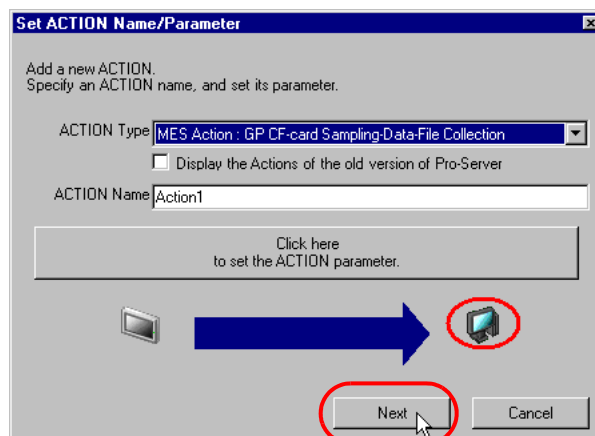 Set ACTION Name/Parameter
Add a new ACTION.
Specify an ACTION name, and set its parameter.
ACTION Type MES Action : GP CF-card Sampling-Data-File Collection
Display the Actions of the old version of Pro-Server
ACTION Name Action1
Click here
to set the ACTION parameter.
Next Cancel